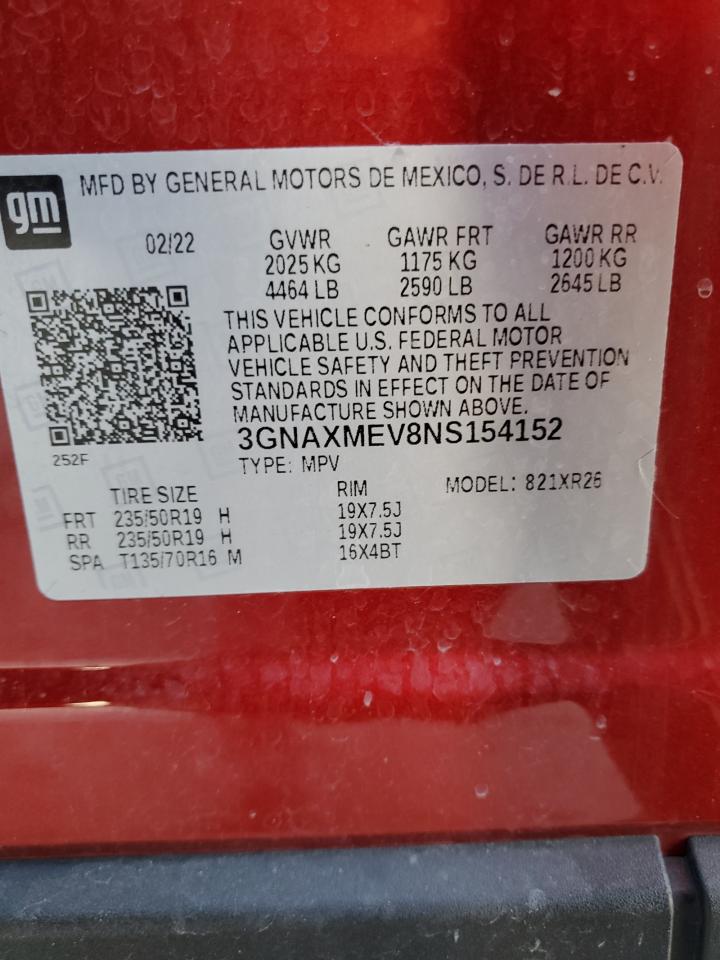 gm
MFD BY GENERAL MOTORS DE MEXICO, S. DE R.L. DE C.V.
02/22 GVWR GAWR FRT GAWR RR
2025 KG 1175 KG 1200 KG
4464 LB 2590 LB 2645 LB
THIS VEHICLE CONFORMS TO ALL
APPLICABLE U.S. FEDERAL MOTOR
VEHICLE SAFETY AND THEFT PREVENTION
STANDARDS IN EFFECT ON THE DATE OF
MANUFACTURE SHOWN ABOVE.
3GNAXMEV8NS154152
252F
TYPE: MPV MODEL: 821XR26
TIRE SIZE RIM
FRT 235/50R19 H 19X7.5J
RR 235/50R19 H 19X7.5J
SPA T135/70R16 M 16X4BT